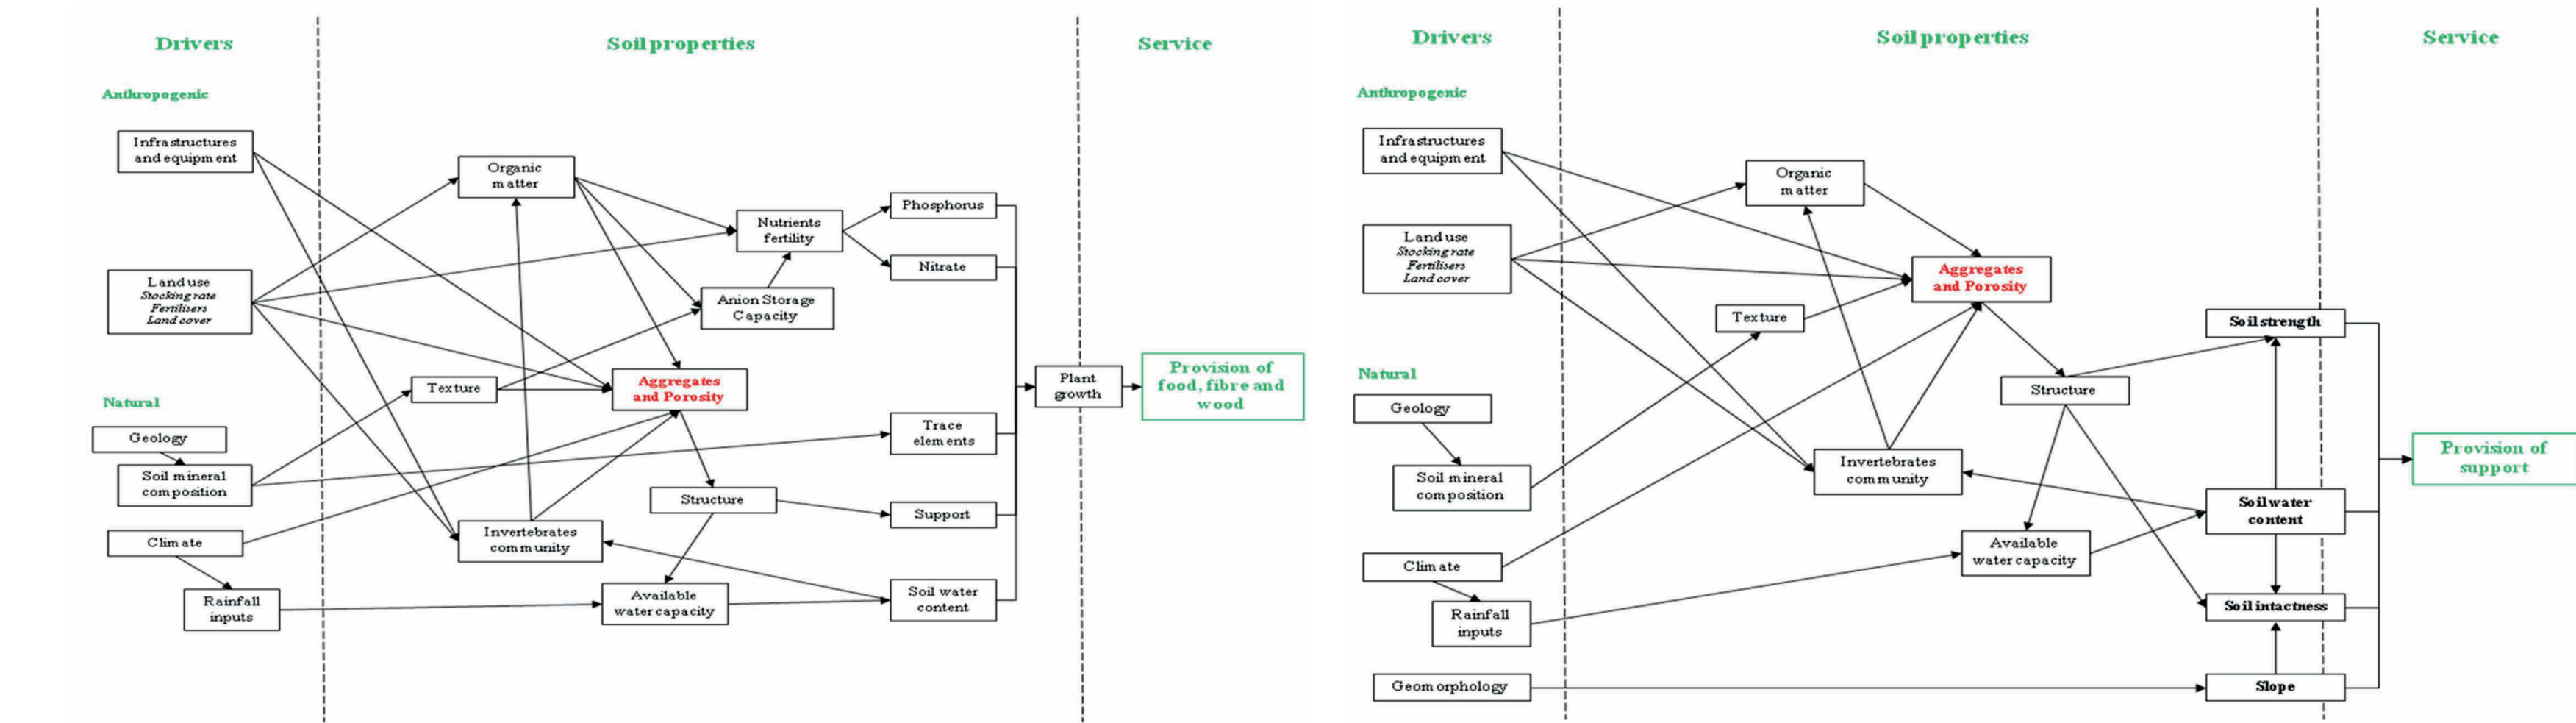 Drivers
Soil properties
Service
Anthropogenic
Infrastructures
and equipment
Organic
matter
Phosphorus
Nutrients
fertility
Nitrate
Land use
Stocking rate
Fertilisers
Land cover
Anion Storage
Capacity
Texture
Aggregates
and Porosity
Plant
growth
Provision of
food, fibre and
wood
Natural
Geology
Trace
elements
Soil mineral
composition
Structure
Support
Climate
Invertebrates
community
Rainfall
inputs
Available
water capacity
Soil water
content
Drivers
Soil properties
Service
Anthropogenic
Infrastructures
and equipment
Organic
matter
Land use
Stocking rate
Fertilisers
Land cover
Aggregates
and Porosity
Texture
Soil strength
Natural
Structure
Geology
Provision of
support
Soil mineral
composition
Invertebrates
community
Soil water
content
Climate
Available
water capacity
Rainfall
inputs
Soil intactness
Geomorphology
Slope